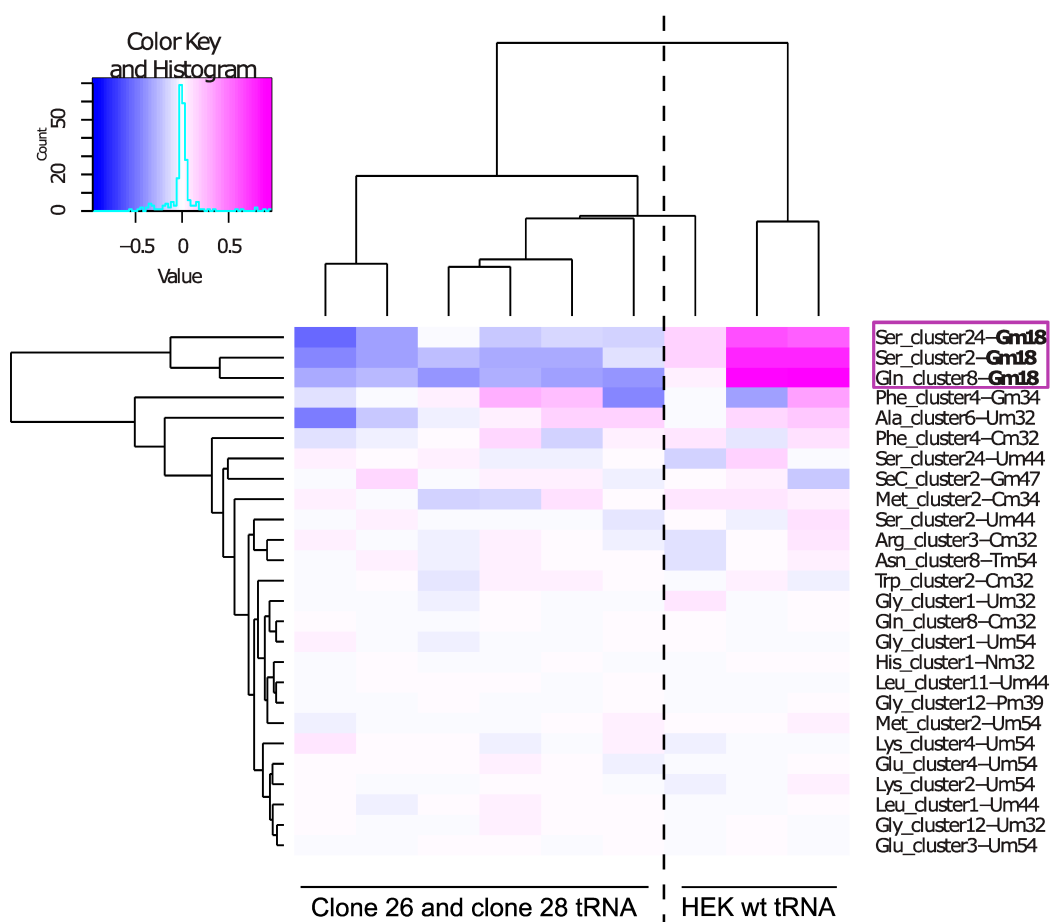 Color Key
and Histogram
Count
0
20
50
−0.5
0
0.5
Value
Ser_cluster24−Gm18
Ser_cluster2−Gm18
Gln_cluster8−Gm18
Phe_cluster4−Gm34
Ala_cluster6−Um32
Phe_cluster4−Cm32
Ser_cluster24−Um44
SeC_cluster2−Gm47
Met_cluster2−Cm34
Ser_cluster2−Um44
Arg_cluster3−Cm32
Asn_cluster8−Tm54
Trp_cluster2−Cm32
Gly_cluster1−Um32
Gln_cluster8−Cm32
Gly_cluster1−Um54
His_cluster1−Nm32
Leu_cluster11−Um44
Gly_cluster12−Pm39
Met_cluster2−Um54
Lys_cluster4−Um54
Glu_cluster4−Um54
Lys_cluster2−Um54
Leu_cluster1−Um44
Gly_cluster12−Um32
Glu_cluster3−Um54
Clone 26 and clone 28 tRNA
HEK wt tRNA